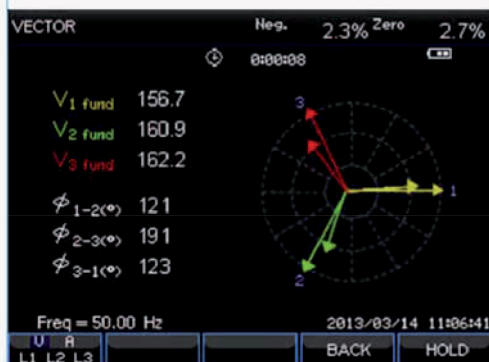 VECTOR Neg. 2.3% Zero 2.7%
0:00:08
V1 fund 156.7
V2 fund 160.9
V3 fund 162.2
ϕ1-2(º) 121
ϕ2-3(º) 191
ϕ3-1(º) 123
3
1
2
Freq = 50.00 Hz 2013/03/14 11:06:41
U A
L1 L2 L3
BACK
HOLD